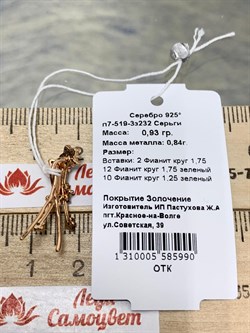 Серебро 925°
п7-519-3з232 Серьги
Масса: 0,93 гр.
Масса металла: 0,84г.
Размер:
Вставки: 2 Фианит круг 1,75
12 Фианит круг 1,75 зеленый
10 Фианит круг 1.25 зеленый
Покрытие Золочение
Изготовитель ИП Пастухова Ж.А
пгт.Красное-на-Волге
ул.Советская, 39
1 310005 585990
ОТК
Леди
Самоцвет